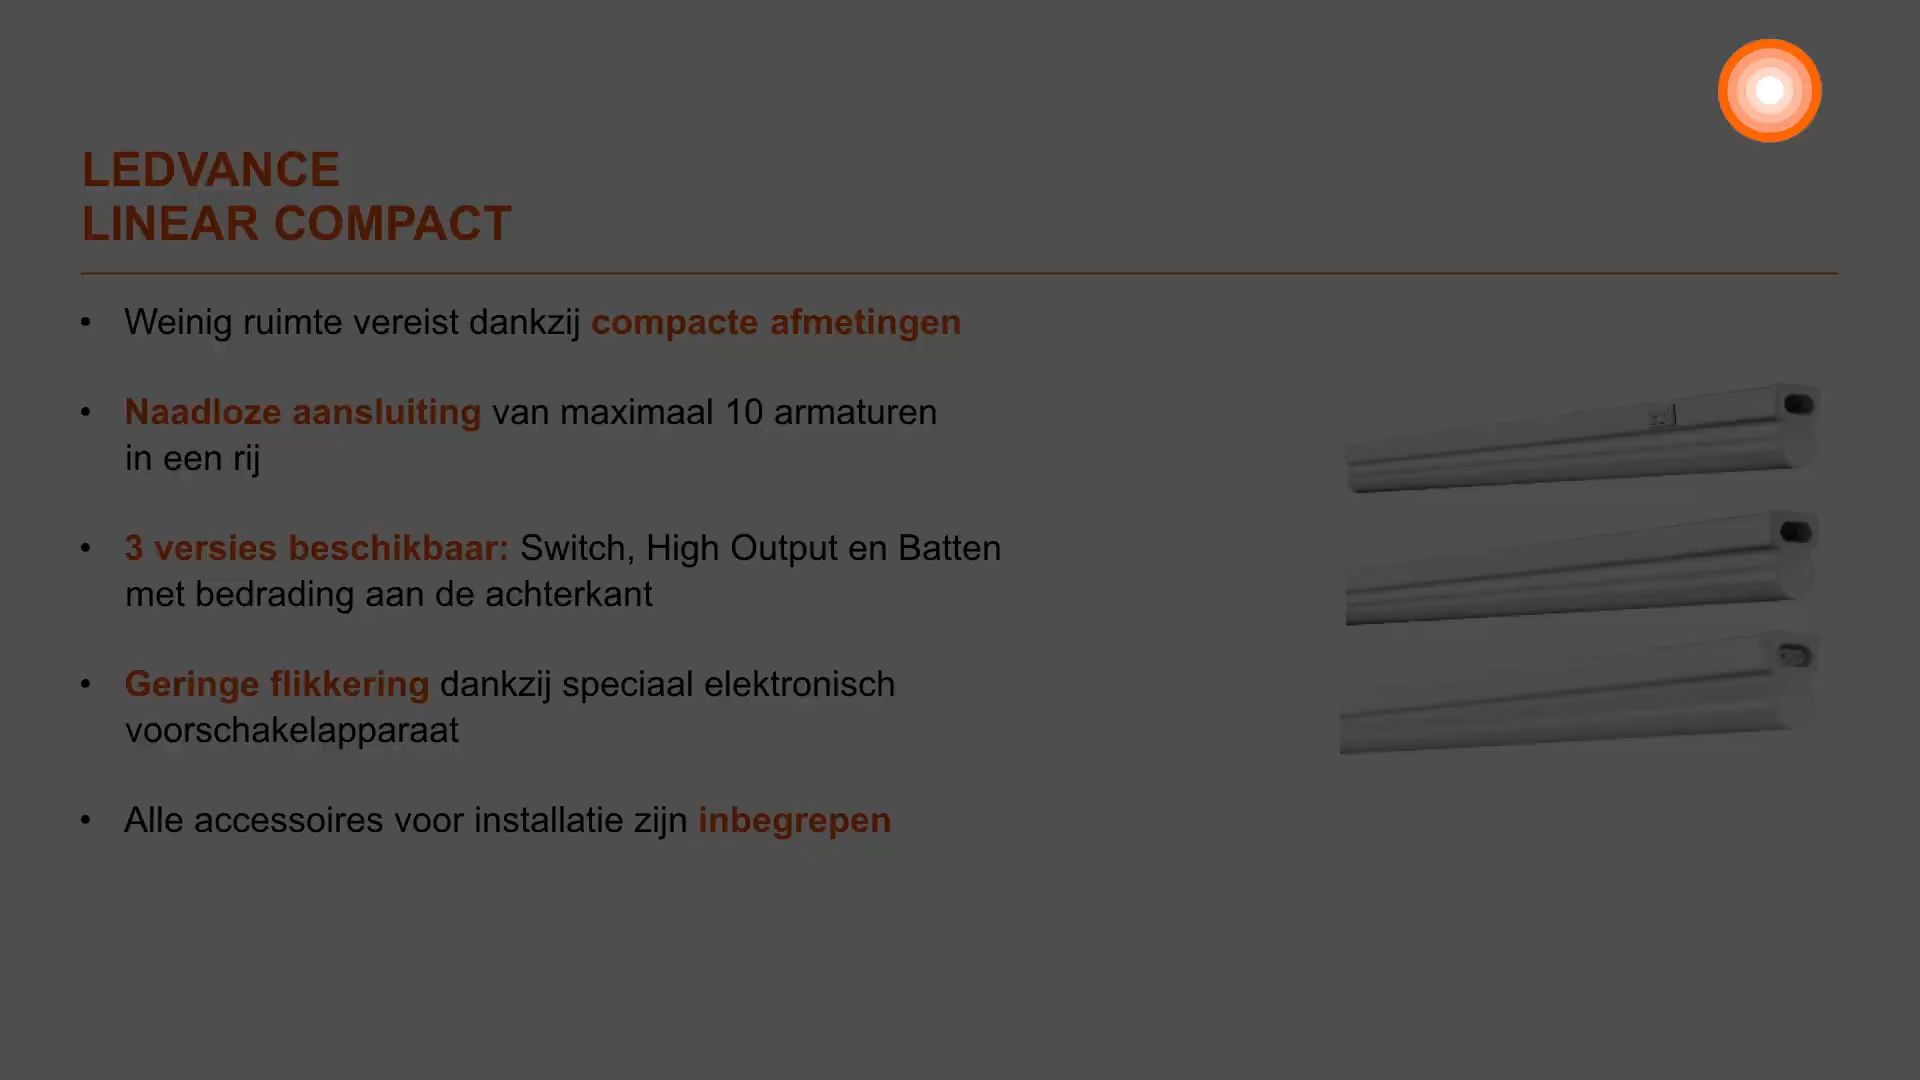 LEDVANCE
LINEAR COMPACT
• Weinig ruimte vereist dankzij compacte afmetingen
• Naadloze aansluiting van maximaal 10 armaturen
in een rij
• 3 versies beschikbaar: Switch, High Output en Batten
met bedrading aan de achterkant
• Geringe flikkering dankzij speciaal elektronisch
voorschakelapparaat
• Alle accessoires voor installatie zijn inbegrepen